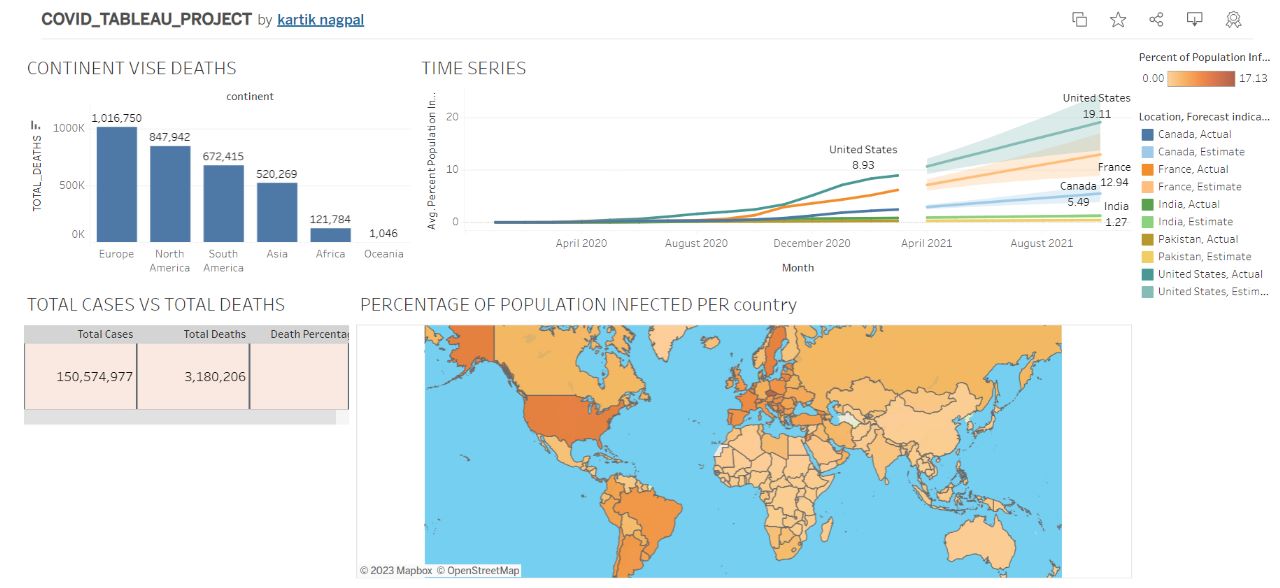 COVID_TABLEAU_PROJECT by kartik nagpal
CONTINENT VISE DEATHS
continent
TOTAL_DEATHS
1000K
500K
0K
1,016,750
847,942
672,415
520,269
121,784
1,046
Europe
North America
South America
Asia
Africa
Oceania
TIME SERIES
Avg. Percent Population In...
20
10
0
United States
8.93
United States
19.11
France
12.94
Canada
5.49
India
1.27
April 2020
August 2020
December 2020
April 2021
August 2021
Month
Percent of Population Inf...
0.00
17.13
Location, Forecast indica...
Canada, Actual
Canada, Estimate
France, Actual
France, Estimate
India, Actual
India, Estimate
Pakistan, Actual
Pakistan, Estimate
United States, Actual
United States, Estim...
TOTAL CASES VS TOTAL DEATHS
Total Cases
Total Deaths
Death Percentag
150,574,977
3,180,206
PERCENTAGE OF POPULATION INFECTED PER country
© 2023 Mapbox © OpenStreetMap